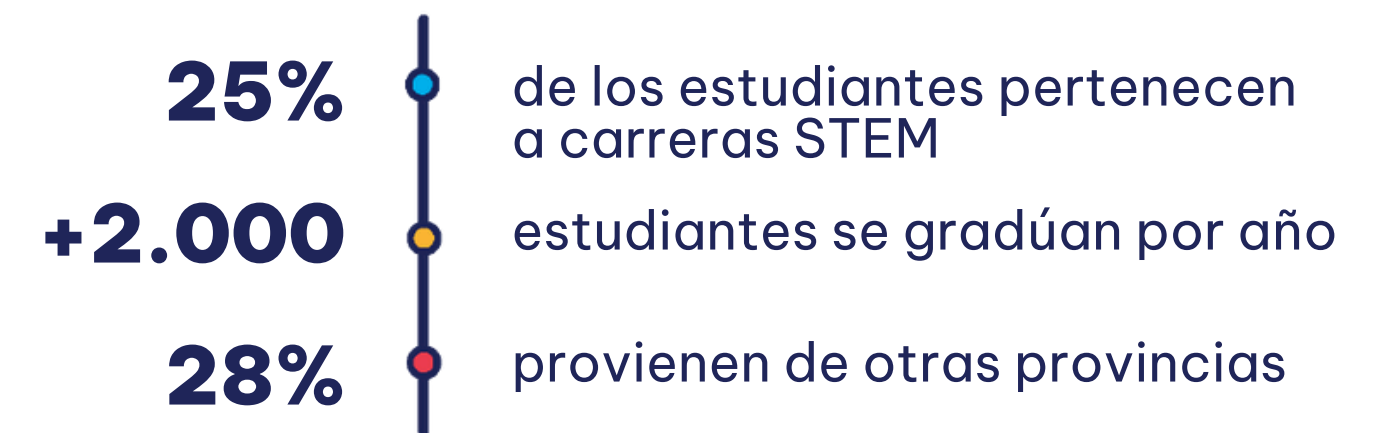 25%
de los estudiantes pertenecen
a carreras STEM
+2.000
estudiantes se gradúan por año
28%
provienen de otras provincias